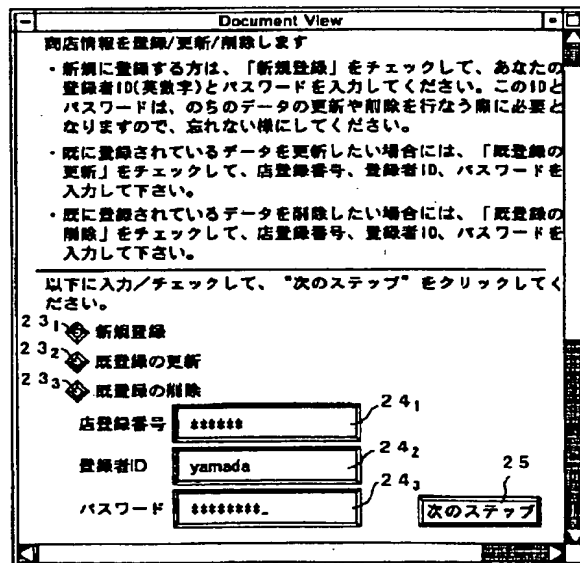 Document View
商店情報を登録/更新/削除します
・新規に登録する方は、「新規登録」をチェックして、あなたの
登録者ID(英数字)とパスワードを入力してください。このIDと
パスワードは、のちのデータの更新や削除を行なう際に必要と
なりますので、忘れない様にしてください。
・既に登録されているデータを更新したい場合には、「既登録の
更新」をチェックして、店登録番号、登録者ID、パスワードを
入力して下さい。
・既に登録されているデータを削除したい場合には、「既登録の
削除」をチェックして、店登録番号、登録者ID、パスワードを
入力して下さい。
以下に入力/チェックして、"次のステップ"をクリックしてく
ださい。
23₁ 新規登録
23₂ 既登録の更新
23₃ 既登録の削除
店登録番号 ****** 24₁
登録者ID yamada 24₂
パスワード ********_ 24₃
25
次のステップ